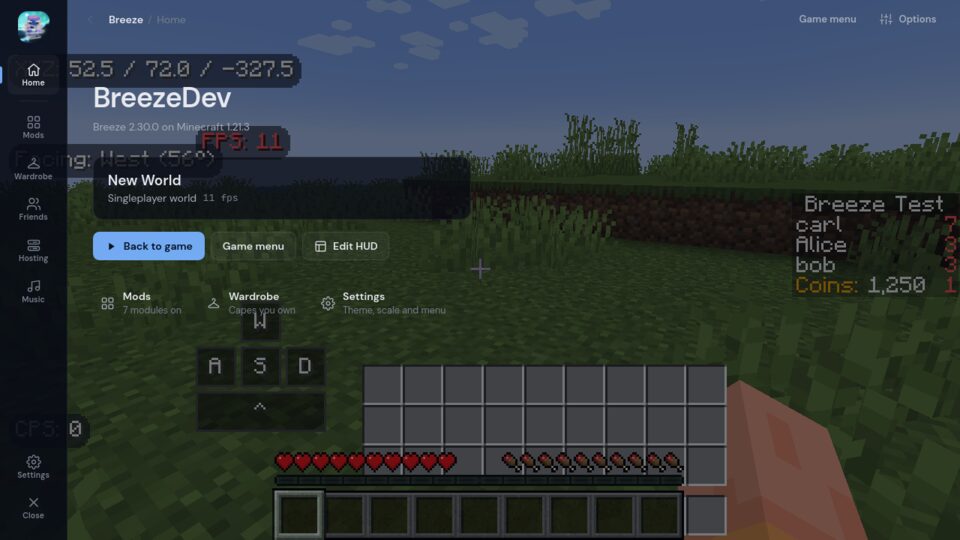 Breeze / Home
Game menu
Options
XYZ: 52.5 / 72.0 / -327.5
Home
BreezeDev
Breeze 2.30.0 on Minecraft 1.21.3
FPS: 11
Mods
Facing: West (56°)
Wardrobe
New World
Singleplayer world 11 fps
Friends
Breeze Test
carl 7
Alice 3
bob 3
Coins: 1,250 1
Hosting
Back to game
Game menu
Edit HUD
Music
Mods
7 modules on
Wardrobe
Capes you own
Settings
Theme, scale and menu
W
A S D
^
CPS: 0
Settings
Close